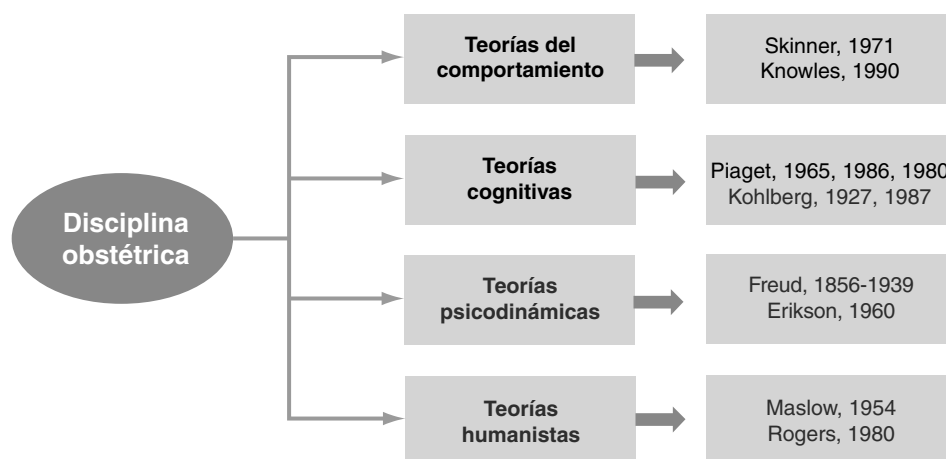 Disciplina
obstétrica
Teorías del
comportamiento
Skinner, 1971
Knowles, 1990
Teorías
cognitivas
Piaget, 1965, 1986, 1980
Kohlberg, 1927, 1987
Teorías
psicodinámicas
Freud, 1856-1939
Erikson, 1960
Teorías
humanistas
Maslow, 1954
Rogers, 1980